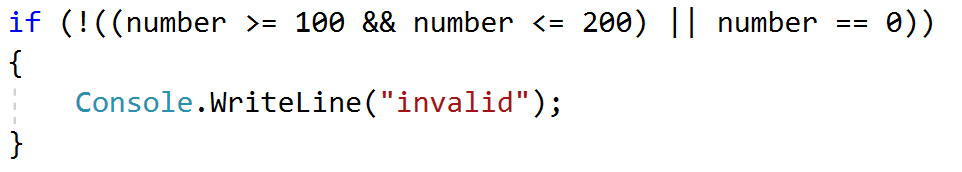 if (!((number >= 100 && number <= 200) || number == 0))
{
    Console.WriteLine("invalid");
}